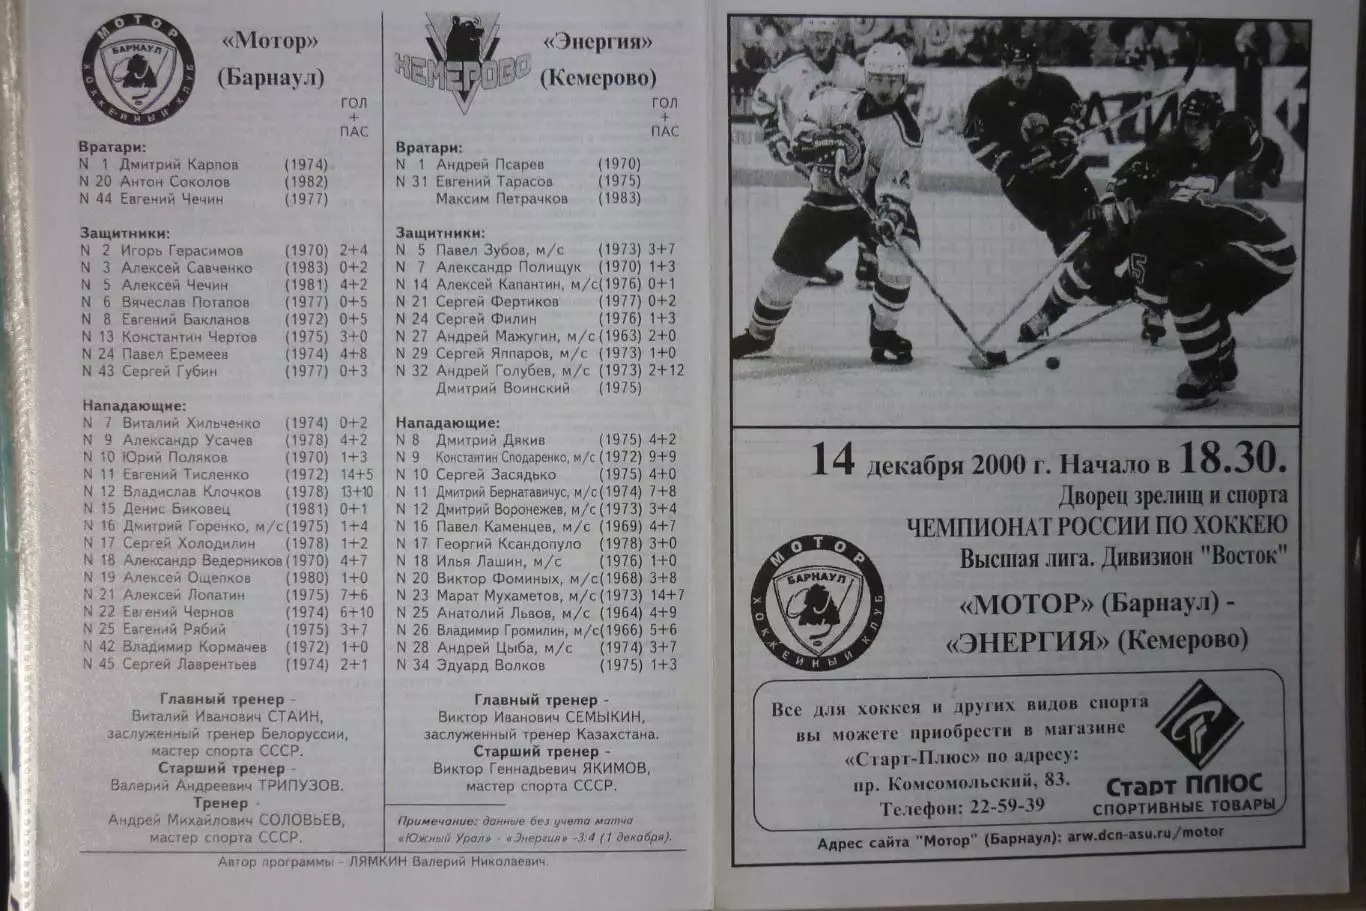 МОТОР
БАРНАУЛ
ХОККЕЙНЫЙ КЛУБ
«Мотор»
(Барнаул)
ГОЛ
+
ПАС
Вратари:
N 1 Дмитрий Карпов (1974)
N 20 Антон Соколов (1982)
N 44 Евгений Чечин (1977)
Защитники:
N 2 Игорь Герасимов (1970) 2+4
N 3 Алексей Савченко (1983) 0+2
N 5 Алексей Чечин (1981) 4+2
N 6 Вячеслав Потапов (1977) 0+5
N 8 Евгений Бакланов (1972) 0+5
N 13 Константин Чертов (1975) 3+0
N 24 Павел Еремеев (1974) 4+8
N 43 Сергей Губин (1977) 0+3
Нападающие:
N 7 Виталий Хильченко (1974) 0+2
N 9 Александр Усачев (1978) 4+2
N 10 Юрий Поляков (1970) 1+3
N 11 Евгений Тисленко (1972) 14+5
N 12 Владислав Клочков (1978) 13+10
N 15 Денис Биковец (1981) 0+1
N 16 Дмитрий Горенко, м/с (1975) 1+4
N 17 Сергей Холодилин (1978) 1+2
N 18 Александр Ведерников (1970) 4+7
N 19 Алексей Ощепков (1980) 1+0
N 21 Алексей Лопатин (1975) 7+6
N 22 Евгений Чернов (1974) 6+10
N 25 Евгений Рябий (1975) 3+7
N 42 Владимир Кормачев (1972) 1+0
N 45 Сергей Лаврентьев (1974) 2+1
Главный тренер -
Виталий Иванович СТАИН,
заслуженный тренер Белоруссии,
мастер спорта СССР.
Старший тренер -
Валерий Андреевич ТРИПУЗОВ.
Тренер -
Андрей Михайлович СОЛОВЬЕВ,
мастер спорта СССР.
КЕМЕРОВО
«Энергия»
(Кемерово)
ГОЛ
+
ПАС
Вратари:
N 1 Андрей Псарев (1970)
N 31 Евгений Тарасов (1975)
Максим Петрачков (1983)
Защитники:
N 5 Павел Зубов, м/с (1973) 3+7
N 7 Александр Полищук (1970) 1+3
N 14 Алексей Капантин, м/с (1976) 0+1
N 21 Сергей Фертиков (1977) 0+2
N 24 Сергей Филин (1976) 1+3
N 27 Андрей Мажугин, м/с (1963) 2+0
N 29 Сергей Яппаров, м/с (1973) 1+0
N 32 Андрей Голубев, м/с (1973) 2+12
Дмитрий Воинский (1975)
Нападающие:
N 8 Дмитрий Дякив (1975) 4+2
N 9 Константин Сподаренко, м/с (1972) 9+9
N 10 Сергей Засядько (1975) 4+0
N 11 Дмитрий Бернатавичус, м/с (1974) 7+8
N 12 Дмитрий Воронежев, м/с (1973) 3+4
N 16 Павел Каменцев, м/с (1969) 4+7
N 17 Георгий Ксандопуло (1978) 3+0
N 18 Илья Лашин, м/с (1976) 1+0
N 20 Виктор Фоминых, м/с (1968) 3+8
N 23 Марат Мухаметов, м/с (1973) 14+7
N 25 Анатолий Львов, м/с (1964) 4+9
N 26 Владимир Громилин, м/с (1966) 5+6
N 28 Андрей Цыба, м/с (1974) 3+7
N 34 Эдуард Волков (1975) 1+3
Главный тренер -
Виктор Иванович СЕМЫКИН,
заслуженный тренер Казахстана.
Старший тренер -
Виктор Геннадьевич ЯКИМОВ,
мастер спорта СССР.
Примечание: данные без учета матча
«Южный Урал» - «Энергия» -3:4 (1 декабря).
Автор программы - ЛЯМКИН Валерий Николаевич.
14 декабря 2000 г. Начало в 18.30.
Дворец зрелищ и спорта
ЧЕМПИОНАТ РОССИИ ПО ХОККЕЮ
Высшая лига. Дивизион "Восток"
МОТОР
БАРНАУЛ
ХОККЕЙНЫЙ КЛУБ
«МОТОР» (Барнаул) -
«ЭНЕРГИЯ» (Кемерово)
Все для хоккея и других видов спорта
вы можете приобрести в магазине
«Старт-Плюс» по адресу:
пр. Комсомольский, 83.
Телефон: 22-59-39
Старт ПЛЮС
СПОРТИВНЫЕ ТОВАРЫ
Адрес сайта "Мотор" (Барнаул): arw.dcn-asu.ru/motor